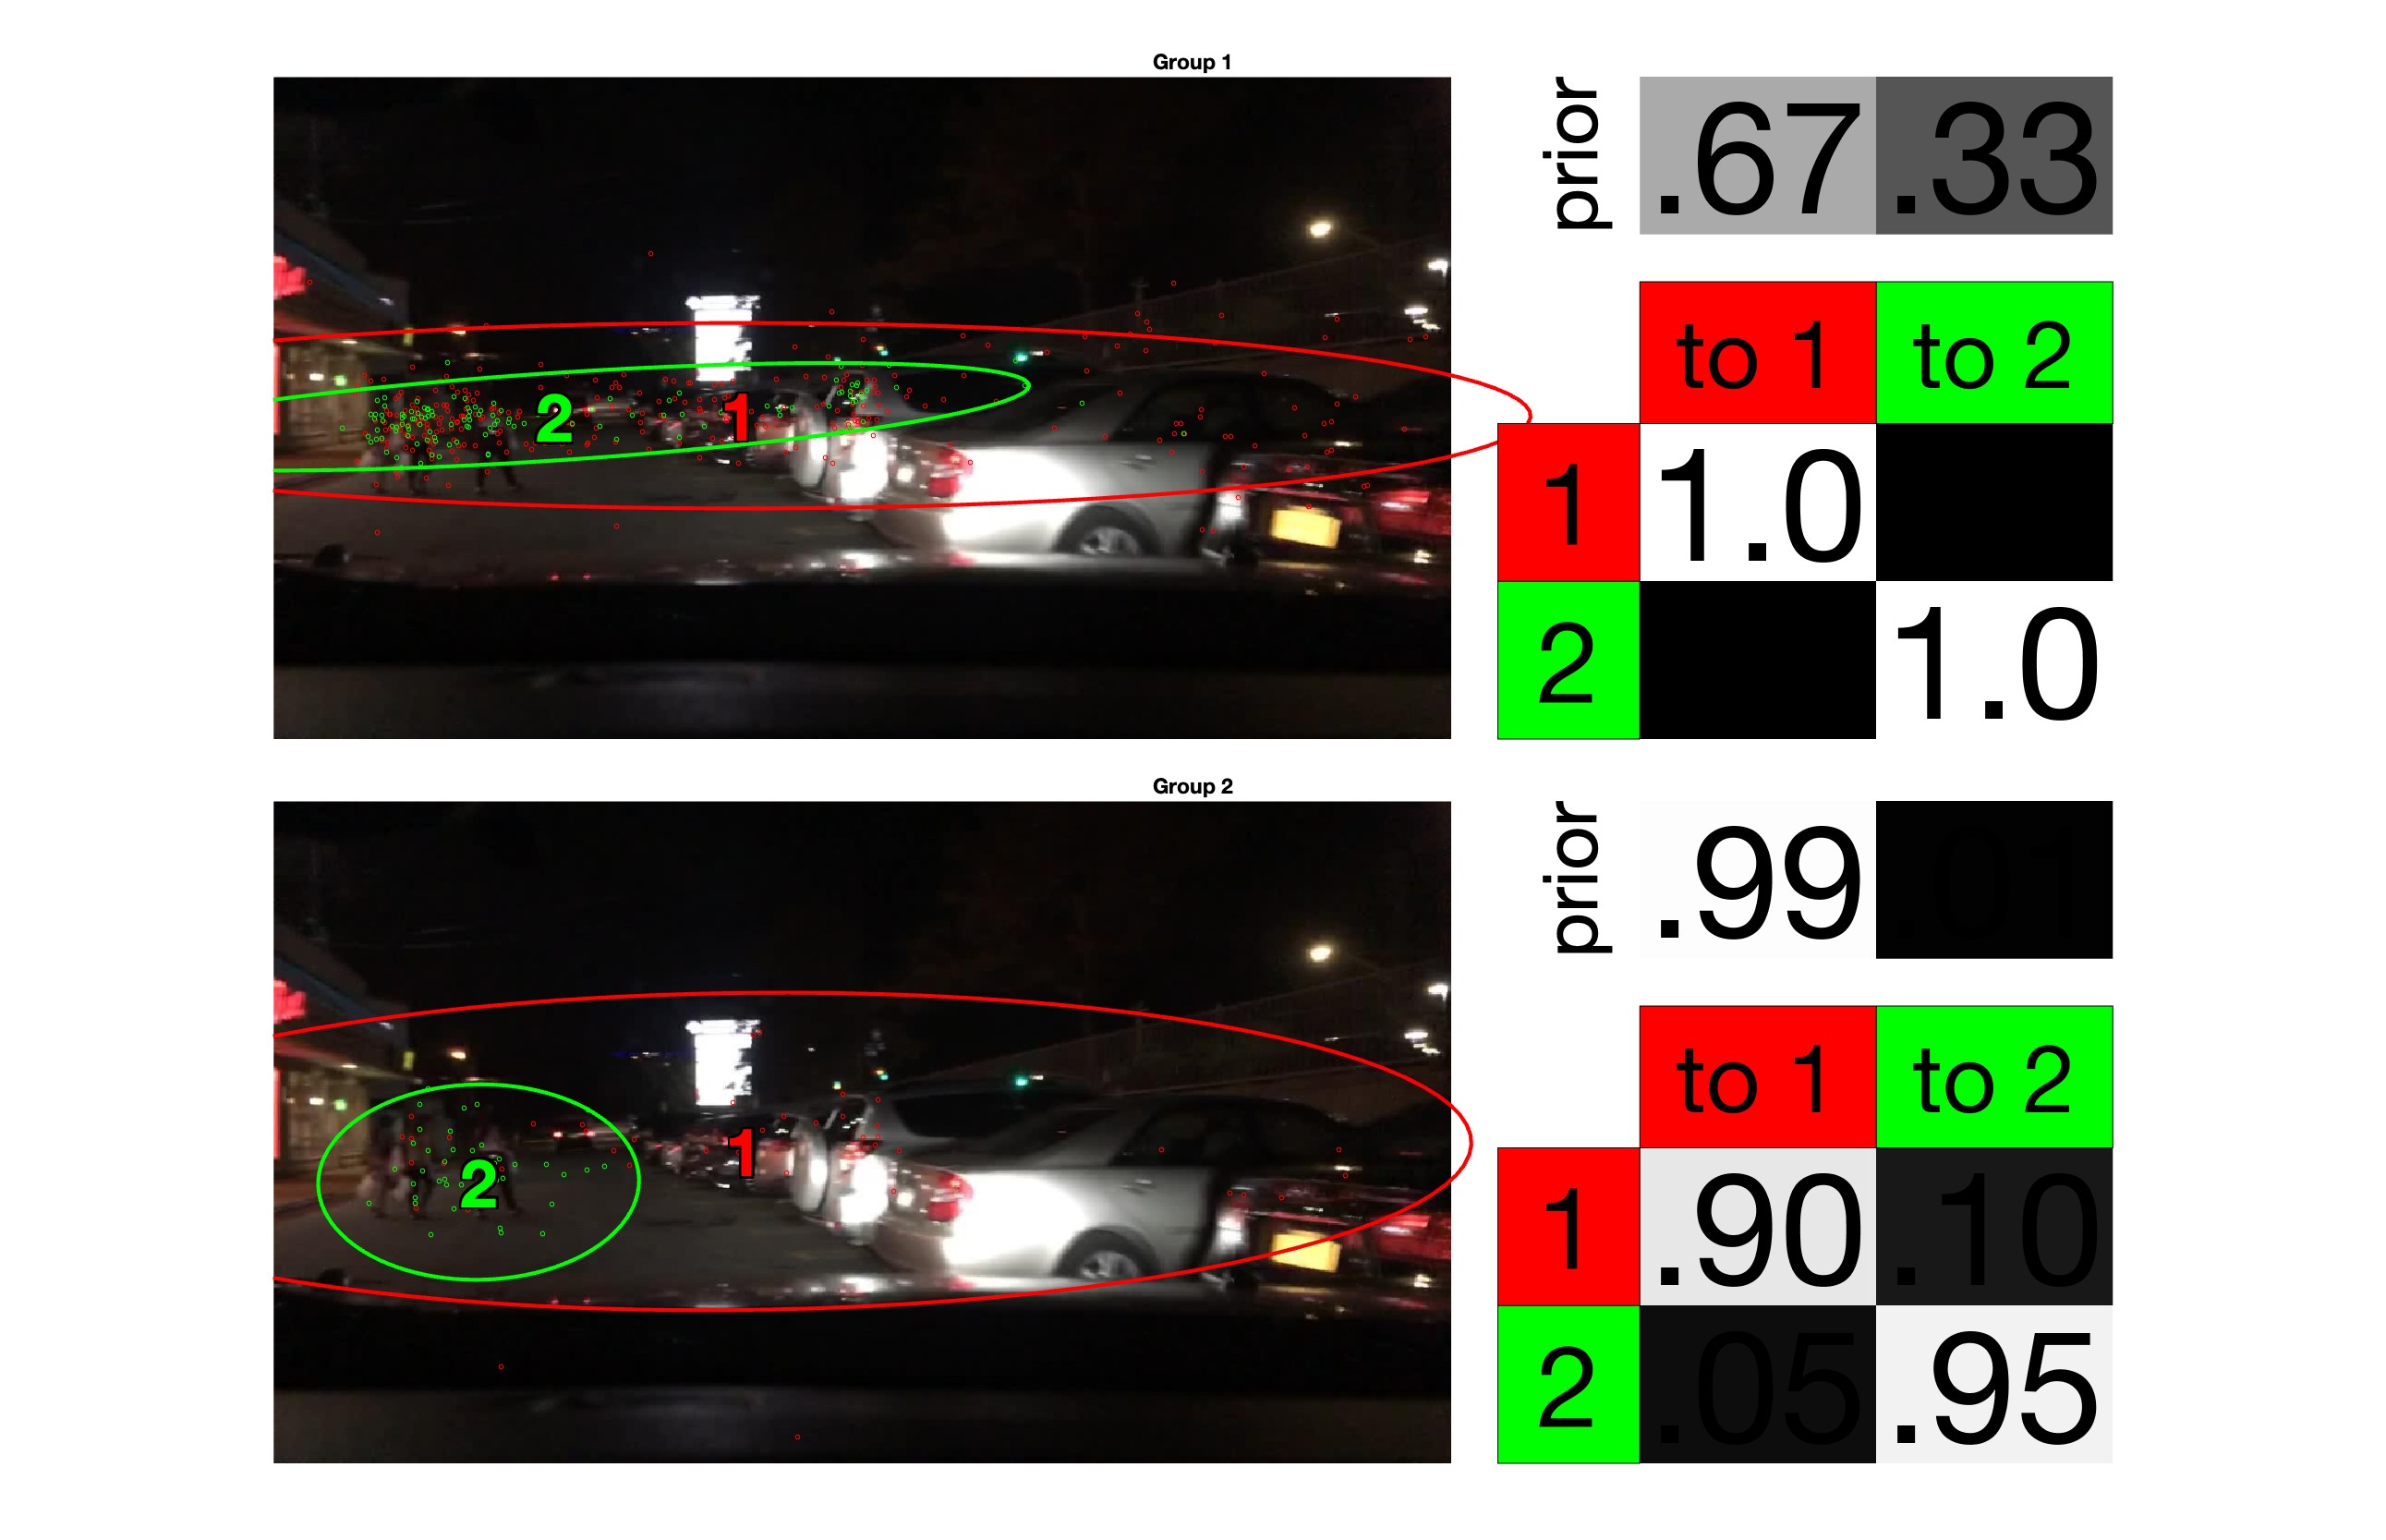 Group 1
prior .67 .33
to 1 to 2
1 1.0
2 1.0
2 1
Group 2
prior .99 .01
to 1 to 2
1 .90 .10
2 .05 .95
2 1